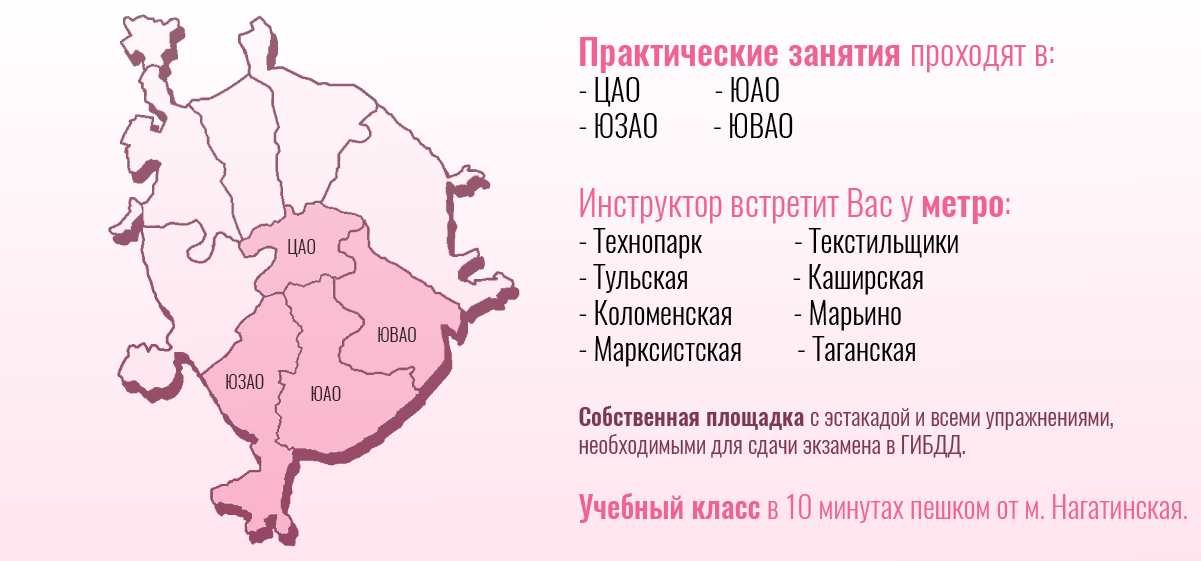 Практические занятия проходят в:
- ЦАО - ЮАО
- ЮЗАО - ЮВАО
Инструктор встретит Вас у метро:
- Технопарк - Текстильщики
- Тульская - Каширская
- Коломенская - Марьино
- Марксистская - Таганская
Собственная площадка с эстакадой и всеми упражнениями,
необходимыми для сдачи экзамена в ГИБДД.
Учебный класс в 10 минутах пешком от м. Нагатинская.
ЦАО
ЮВАО
ЮЗАО
ЮАО